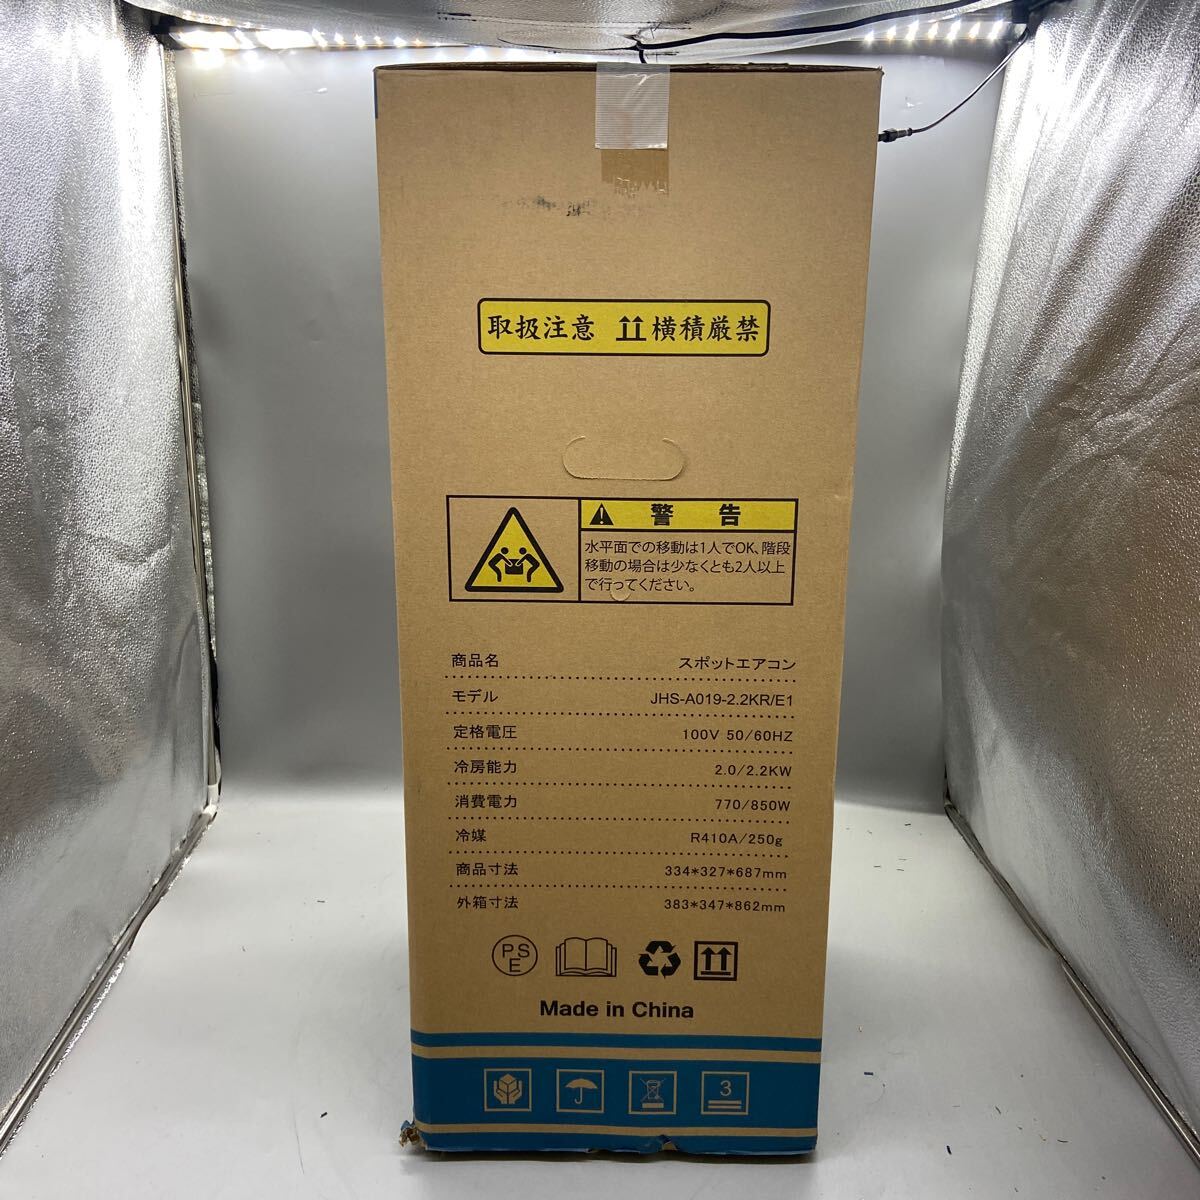 取扱注意 横積厳禁
警 告
水平面での移動は1人でOK、階段
移動の場合は少なくとも2人以上
で行ってください。
商品名 スポットエアコン
モデル JHS-A019-2.2KR/E1
定格電圧 100V 50/60HZ
冷房能力 2.0/2.2KW
消費電力 770/850W
冷媒 R410A/250g
商品寸法 334*327*687mm
外箱寸法 383*347*862mm
PSE
Made in China
3